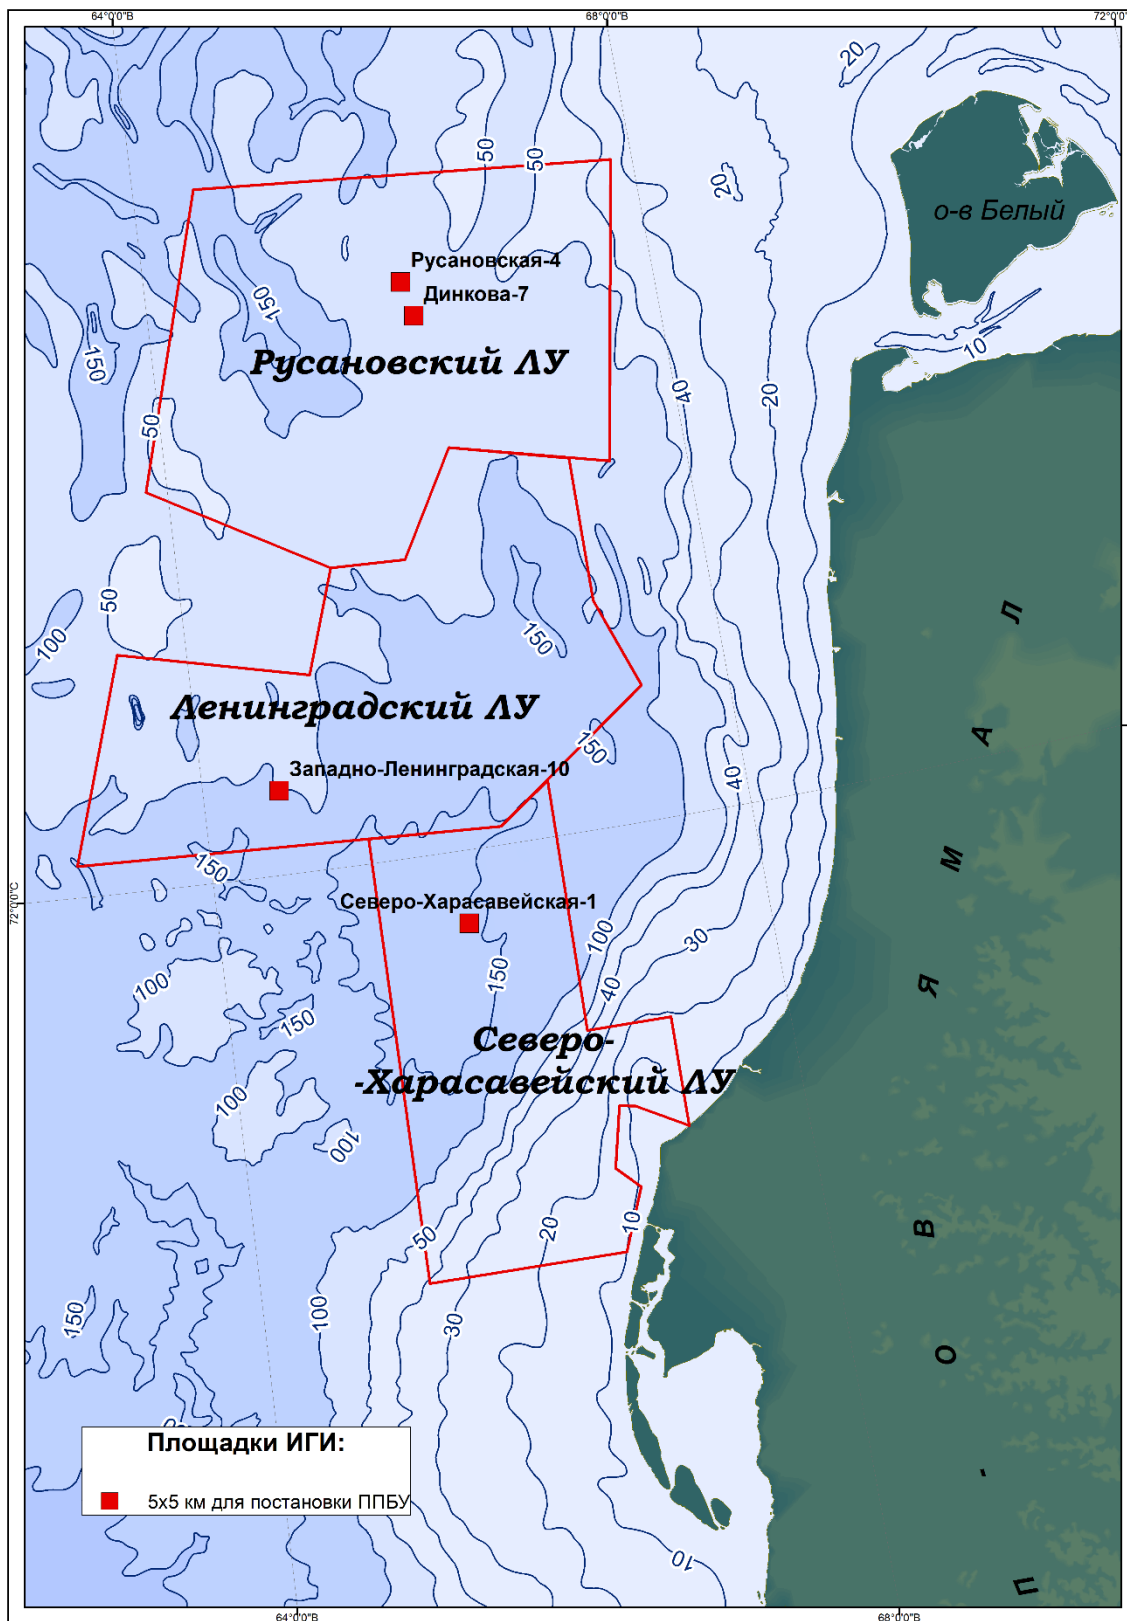 64°0'0"В
68°0'0"В
72°0'0"В
20
50
50
20
о-в Белый
Русановская-4
Динкова-7
150
150
10
Русановский ЛУ
40
20
50
50
100
150
Л
Ленинградский ЛУ
А
150
Западно-Ленинградская-10
40
М
150
72°0'0"С
Северо-Харасавейская-1
100
30
150
100
40
Я
150
Северо-
-Харасавейский ЛУ
100
100
В
50
20
10
150
100
30
О
Площадки ИГИ:
-
5х5 км для постановки ППБУ
10
П
64°0'0"В
68°0'0"В